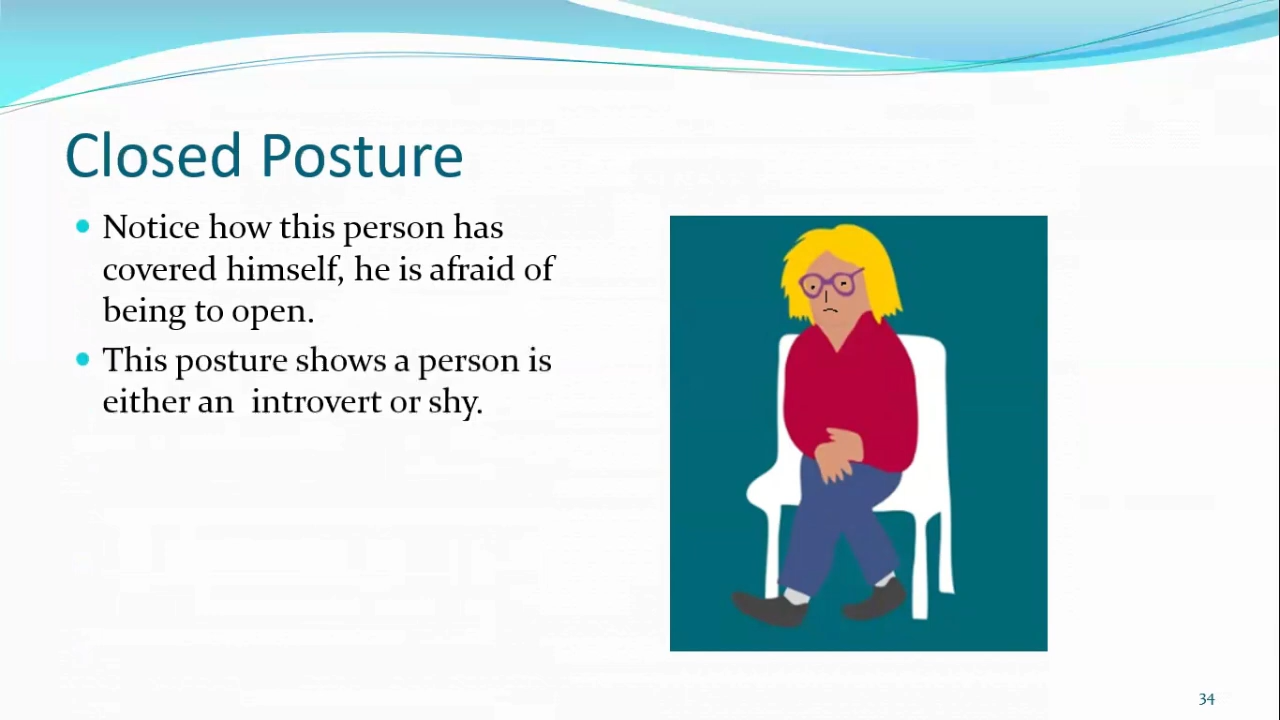 Closed Posture
Notice how this person has
covered himself, he is afraid of
being to open.
This posture shows a person is
either an  introvert or shy.
34